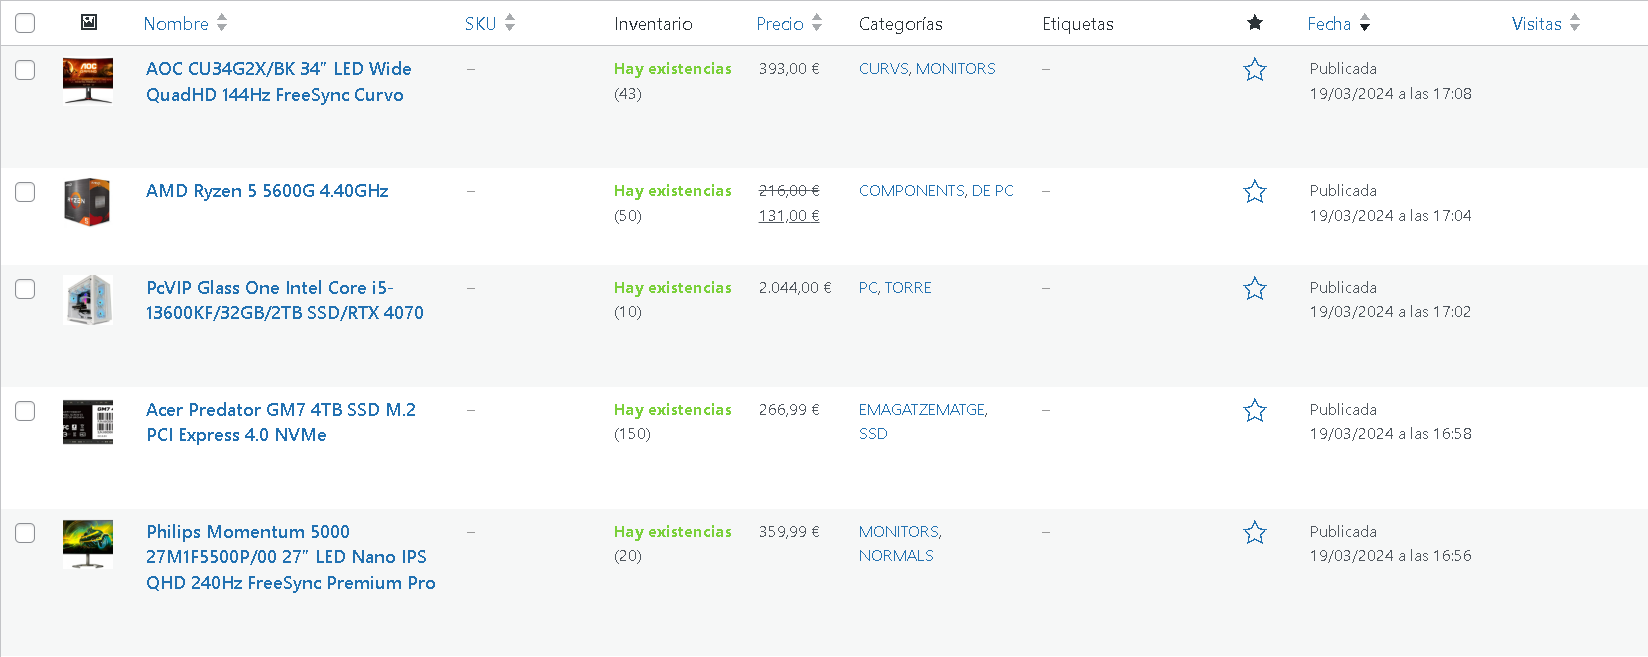 Nombre SKU Inventario Precio Categorías Etiquetas Fecha Visitas
AOC CU34G2X/BK 34" LED Wide QuadHD 144Hz FreeSync Curvo – Hay existencias (43) 393,00 € CURVS, MONITORS – Publicada 19/03/2024 a las 17:08
AMD Ryzen 5 5600G 4.40GHz – Hay existencias (50) 216,00 € 131,00 € COMPONENTS, DE PC – Publicada 19/03/2024 a las 17:04
PcVIP Glass One Intel Core i5-13600KF/32GB/2TB SSD/RTX 4070 – Hay existencias (10) 2.044,00 € PC, TORRE – Publicada 19/03/2024 a las 17:02
Acer Predator GM7 4TB SSD M.2 PCI Express 4.0 NVMe – Hay existencias (150) 266,99 € EMAGATZEMATGE, SSD – Publicada 19/03/2024 a las 16:58
Philips Momentum 5000 27M1F5500P/00 27" LED Nano IPS QHD 240Hz FreeSync Premium Pro – Hay existencias (20) 359,99 € MONITORS, NORMALS – Publicada 19/03/2024 a las 16:56